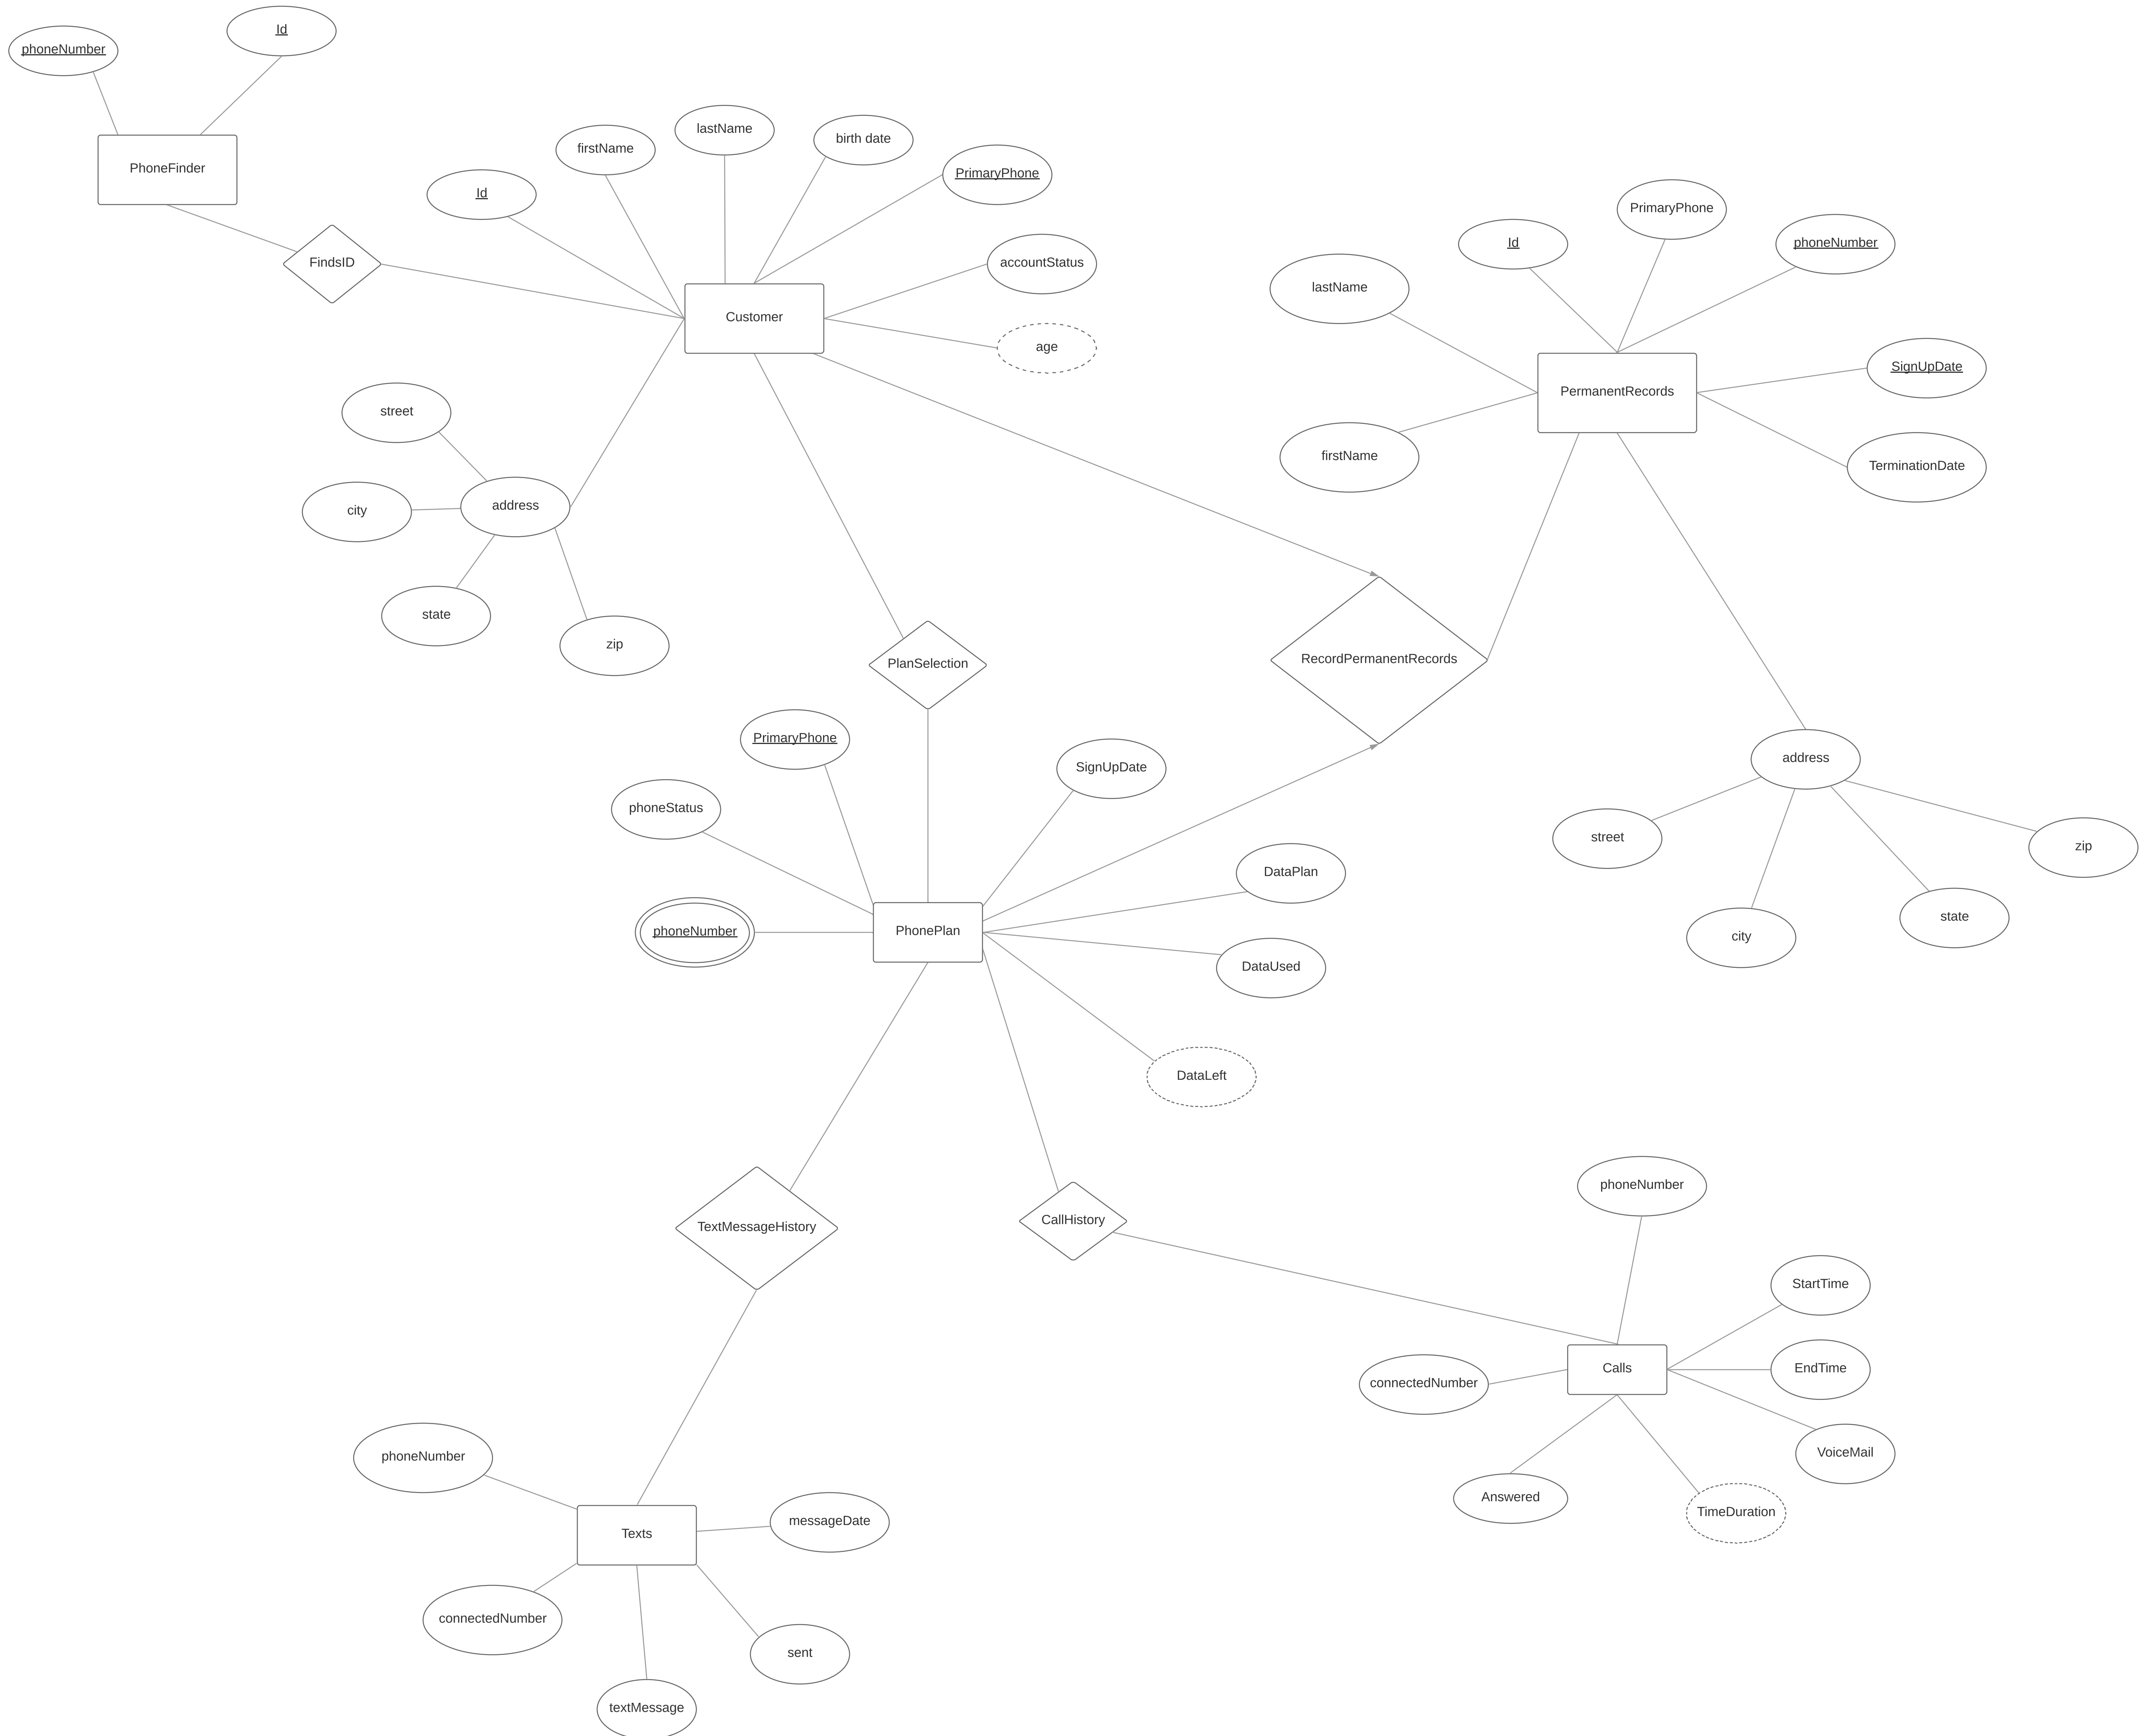 Id
phoneNumber
PhoneFinder
FindsID
lastName
birth date
firstName
PrimaryPhone
Id
accountStatus
Customer
age
street
city
address
state
zip
PrimaryPhone
Id
phoneNumber
lastName
SignUpDate
PermanentRecords
firstName
TerminationDate
PlanSelection
RecordPermanentRecords
address
street
zip
city
state
PrimaryPhone
SignUpDate
phoneStatus
DataPlan
phoneNumber
PhonePlan
DataUsed
DataLeft
TextMessageHistory
CallHistory
phoneNumber
StartTime
Calls
EndTime
connectedNumber
VoiceMail
Answered
TimeDuration
phoneNumber
messageDate
Texts
connectedNumber
sent
textMessage